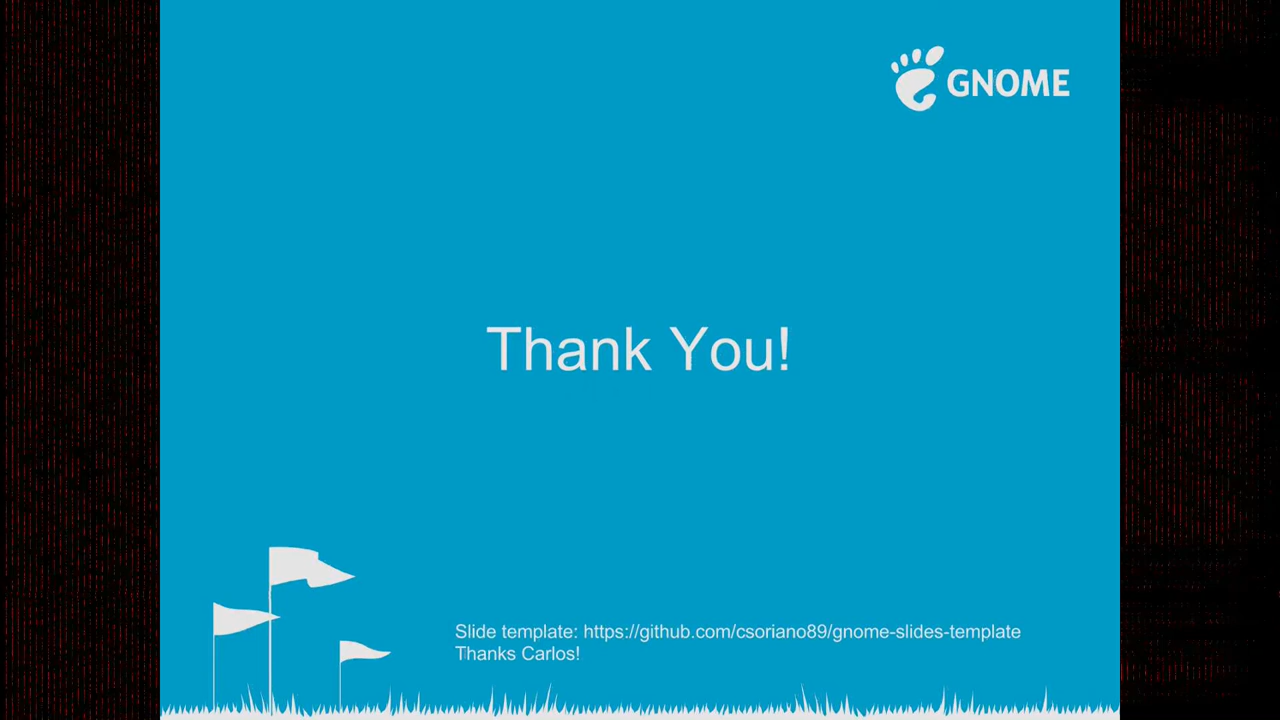 GNOME
Thank You!
Slide template: https://github.com/csoriano89/gnome-slides-template
Thanks Carlos!